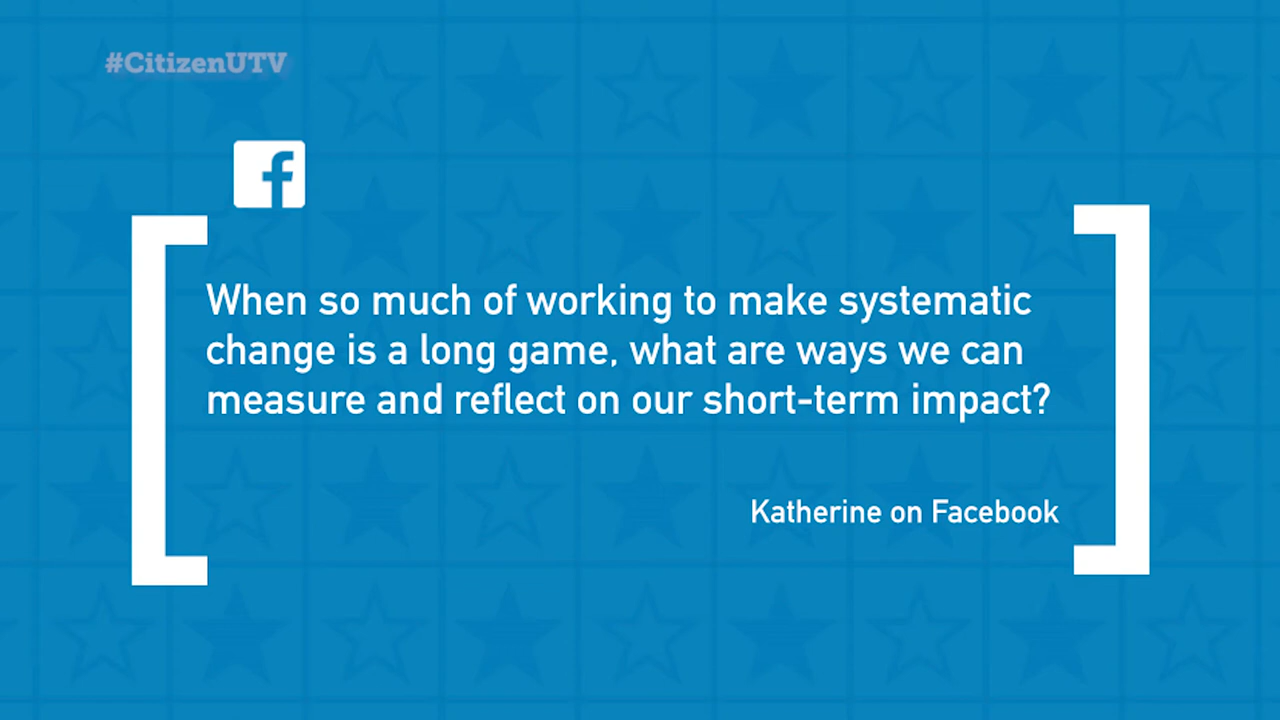 #CitizenUTV
When so much of working to make systematic
change is a long game, what are ways we can
measure and reflect on our short-term impact?
Katherine on Facebook